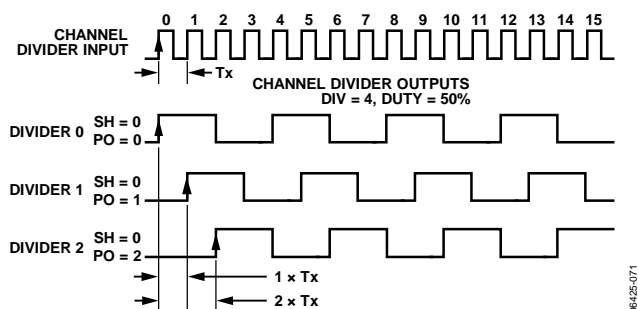 0 1 2 3 4 5 6 7 8 9 10 11 12 13 14 15
CHANNEL
DIVIDER INPUT
Tx
CHANNEL DIVIDER OUTPUTS
DIV = 4, DUTY = 50%
DIVIDER 0
SH = 0
PO = 0
DIVIDER 1
SH = 0
PO = 1
DIVIDER 2
SH = 0
PO = 2
1 × Tx
2 × Tx
06425-071